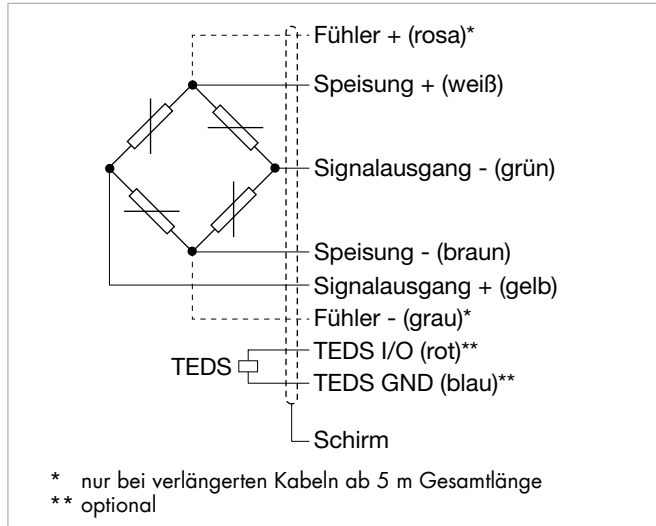 Fühler + (rosa)*
Speisung + (weiß)
Signalausgang - (grün)
Speisung - (braun)
Signalausgang + (gelb)
Fühler - (grau)*
TEDS
TEDS I/O (rot)**
TEDS GND (blau)**
Schirm
* nur bei verlängerten Kabeln ab 5 m Gesamtlänge
** optional